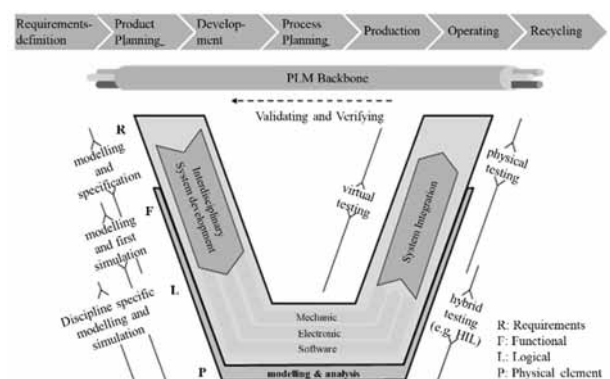 Requirements-
definition
Product
Planning_
Develop-
ment
Process
Planning_
Production
Operating
Recycling
PLM Backbone
Validating and Verifying
R
modelling
and
specification
F
modelling
and first
simulation
L
Discipline specific
modelling and
simulation
P
Interdisciplinary
System development
virtual
testing
System Integration
physical
testing
hybrid
testing
(e.g. HIL)
Mechanic
Electronic
Software
modelling & analysis
R: Requirements
F: Functional
L: Logical
P: Physical element